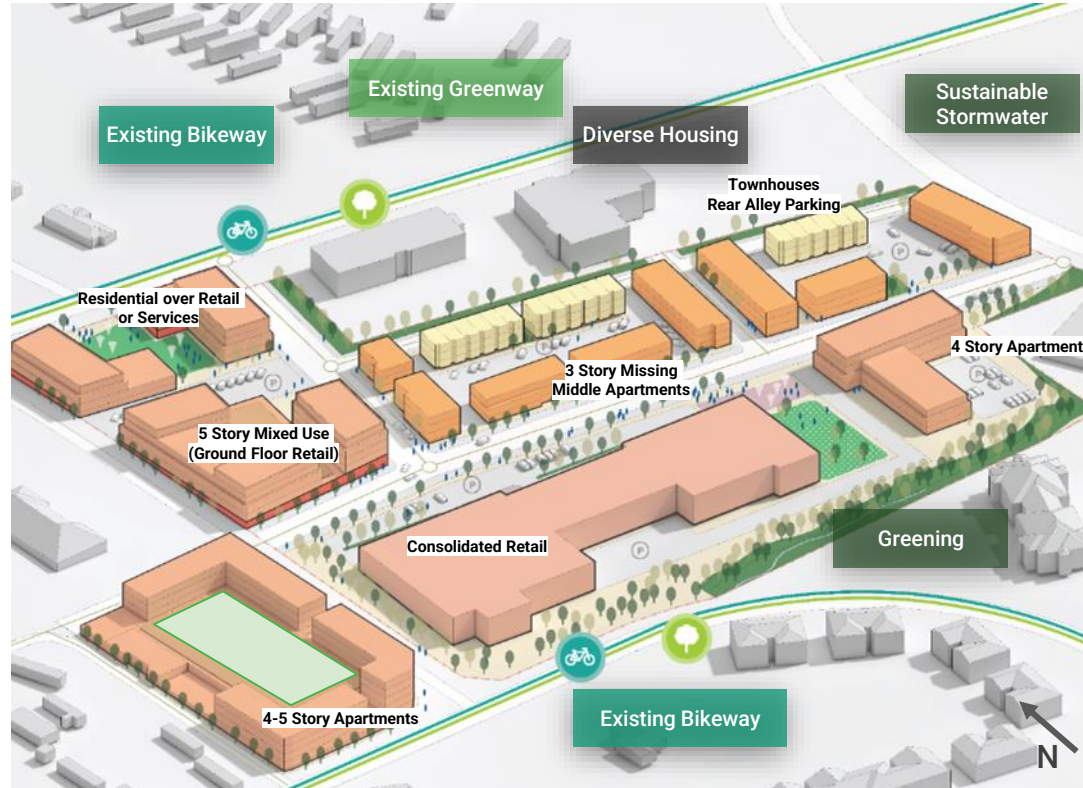 Existing Greenway
Existing Bikeway
Diverse Housing
Sustainable
Stormwater
Townhouses
Rear Alley Parking
Residential over Retail
or Services
P
P
P
P
4 Story Apartment
P
3 Story Missing
Middle Apartments
5 Story Mixed Use
(Ground Floor Retail)
P
Consolidated Retail
P
Greening
4-5 Story Apartments
Existing Bikeway
N